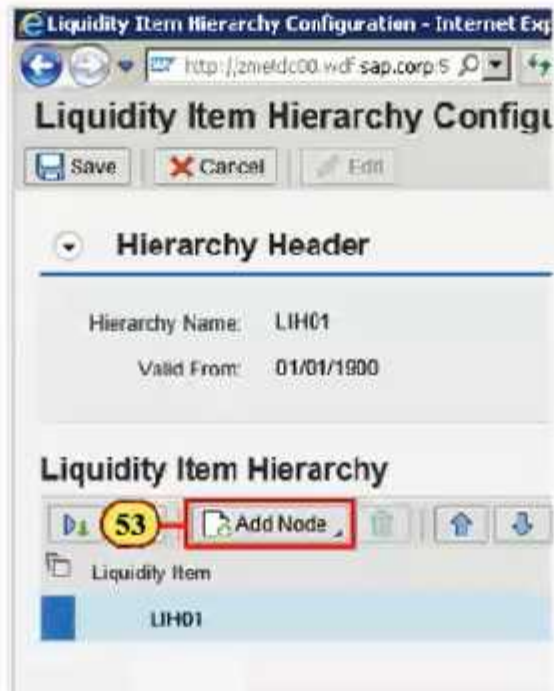 Liquidity Item Hierarchy Configuration - Internet Exp
http://zmeldc00.wdf.sap.corp:5
Liquidity Item Hierarchy Configu
Save Cancel Edit
Hierarchy Header
Hierarchy Name: LIH01
Valid From: 01/01/1900
Liquidity Item Hierarchy
53 Add Node
Liquidity Item
LIH01